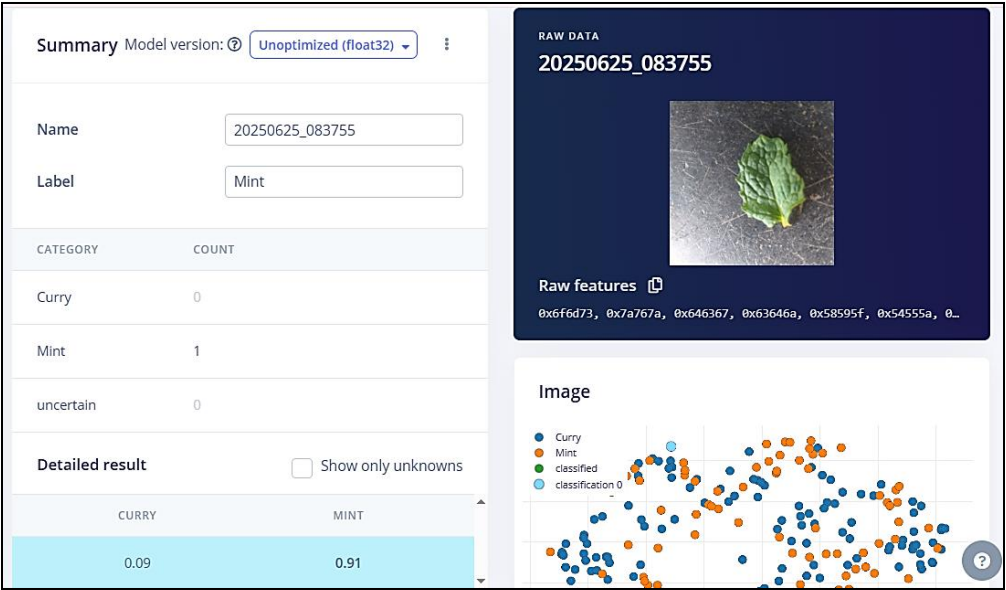 Summary Model version: Unoptimized (float32)
Name 20250625_083755
Label Mint
CATEGORY COUNT
Curry 0
Mint 1
uncertain 0
Detailed result Show only unknowns
CURRY MINT
0.09 0.91
RAW DATA
20250625_083755
Raw features
0x6f6d73, 0x7a767a, 0x646367, 0x63646a, 0x58595f, 0x54555a, 0…
Image
Curry
Mint
classified
classification 0